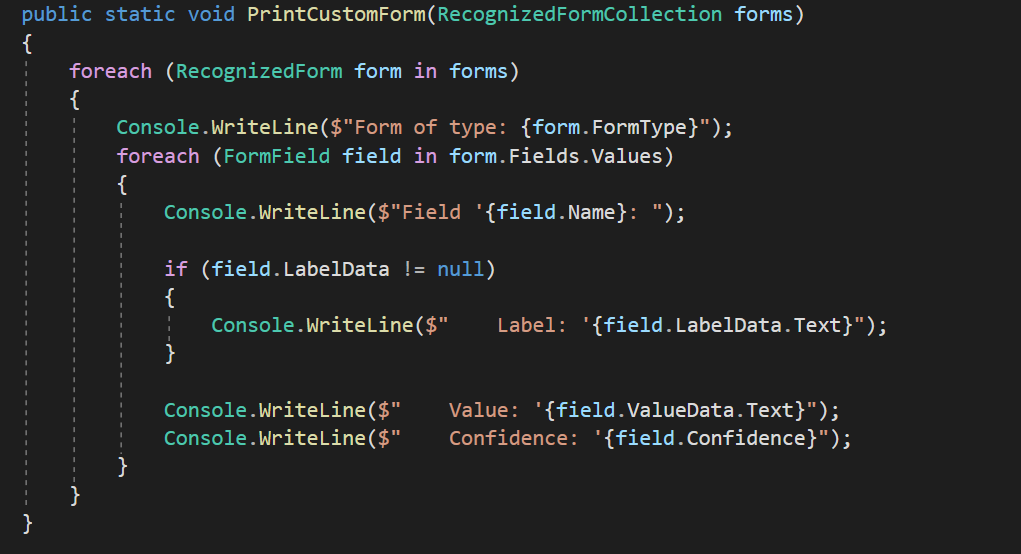 public static void PrintCustomForm(RecognizedFormCollection forms)
{
    foreach (RecognizedForm form in forms)
    {
        Console.WriteLine($"Form of type: {form.FormType}");
        foreach (FormField field in form.Fields.Values)
        {
            Console.WriteLine($"Field '{field.Name}: ");

            if (field.LabelData != null)
            {
                Console.WriteLine($"    Label: '{field.LabelData.Text}");
            }

            Console.WriteLine($"    Value: '{field.ValueData.Text}");
            Console.WriteLine($"    Confidence: '{field.Confidence}");
        }
    }
}